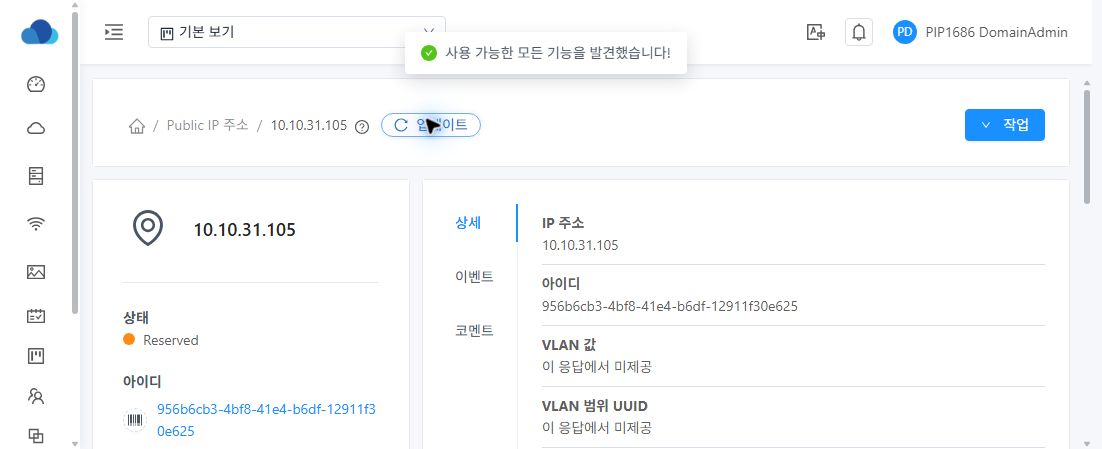 기본 보기
사용 가능한 모든 기능을 발견했습니다!
PD
PIP1686 DomainAdmin
/ Public IP 주소 / 10.10.31.105
작업
10.10.31.105
상태
Reserved
아이디
956b6cb3-4bf8-41e4-b6df-12911f3
0e625
상세
이벤트
코멘트
IP 주소
10.10.31.105
아이디
956b6cb3-4bf8-41e4-b6df-12911f30e625
VLAN 값
이 응답에서 미제공
VLAN 범위 UUID
이 응답에서 미제공